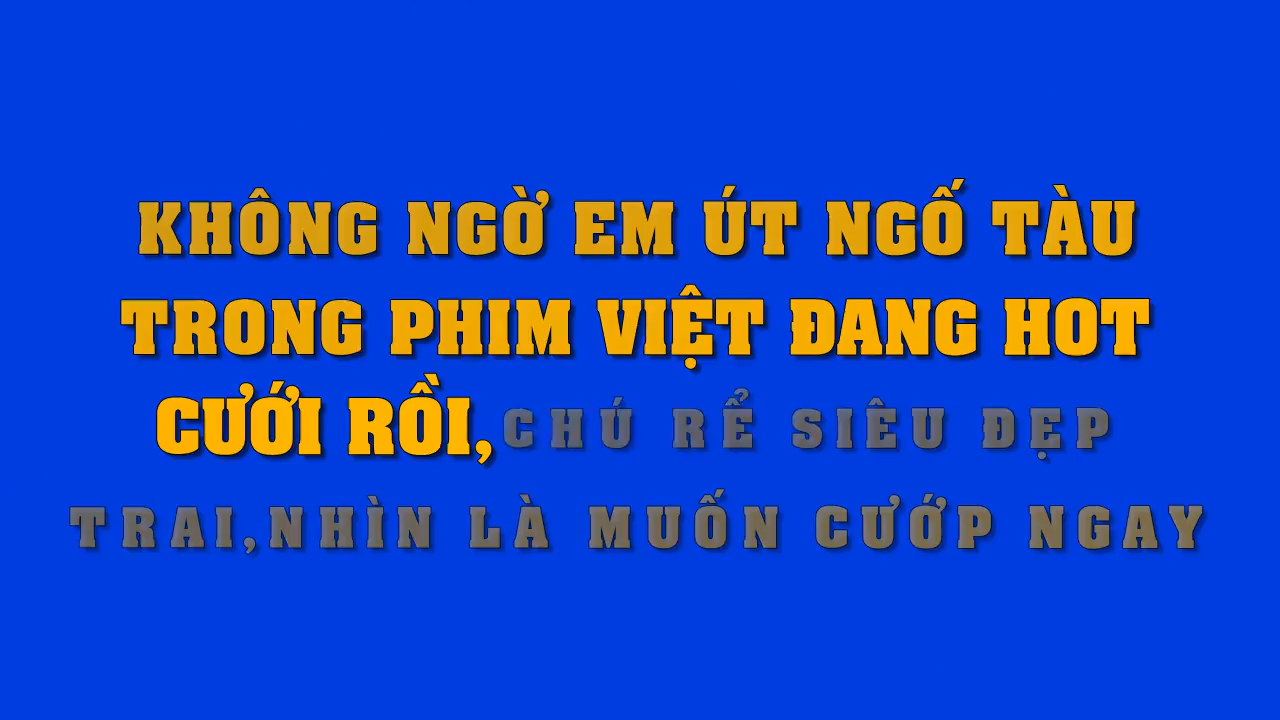 KHÔNG NGỜ EM ÚT NGỐ TÀU
TRONG PHIM VIỆT ĐANG HOT
CƯỚI RỒI,CHÚ RỂ SIÊU ĐẸP
TRAI,NHÌN LÀ MUỐN CƯỚP NGAY